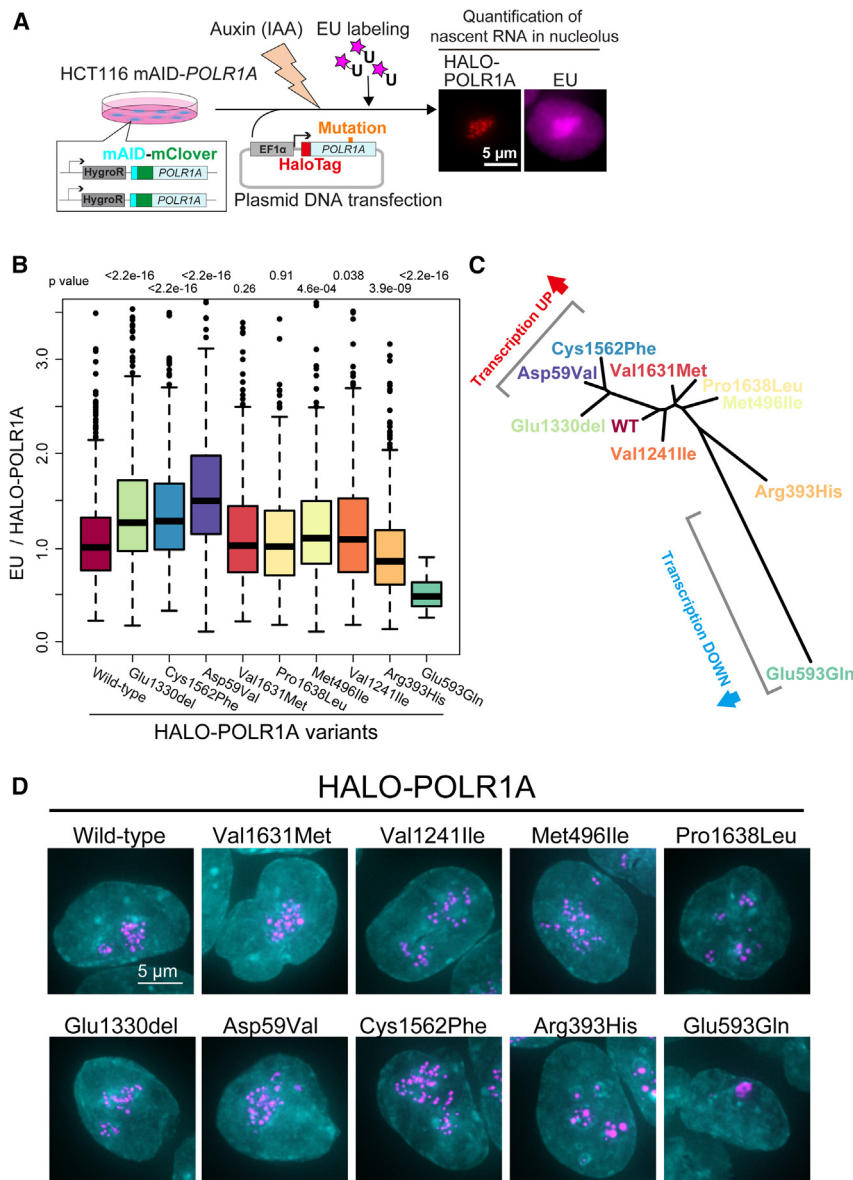 A
Auxin (IAA)
EU labeling
U
U
U
Quantification of
nascent RNA in nucleolus
HALO-
POLR1A
EU
HCT116 mAID-POLR1A
5 µm
Mutation
EF1α
POLR1A
HaloTag
Plasmid DNA transfection
mAID-mClover
HygroR
POLR1A
HygroR
POLR1A
B
p value
<2.2e-16
<2.2e-16
<2.2e-16
0.26
0.91
4.6e-04
0.038
3.9e-09
<2.2e-16
EU / HALO-POLR1A
3.0
2.0
1.0
0.0
Wild-type
Glu1330del
Cys1562Phe
Asp59Val
Val1631Met
Pro1638Leu
Met496Ile
Val1241Ile
Arg393His
Glu593Gln
HALO-POLR1A variants
C
Transcription UP
Cys1562Phe
Asp59Val
Val1631Met
Pro1638Leu
Met496Ile
Glu1330del
WT
Val1241Ile
Arg393His
Transcription DOWN
Glu593Gln
D
HALO-POLR1A
Wild-type
Val1631Met
Val1241Ile
Met496Ile
Pro1638Leu
5 µm
Glu1330del
Asp59Val
Cys1562Phe
Arg393His
Glu593Gln